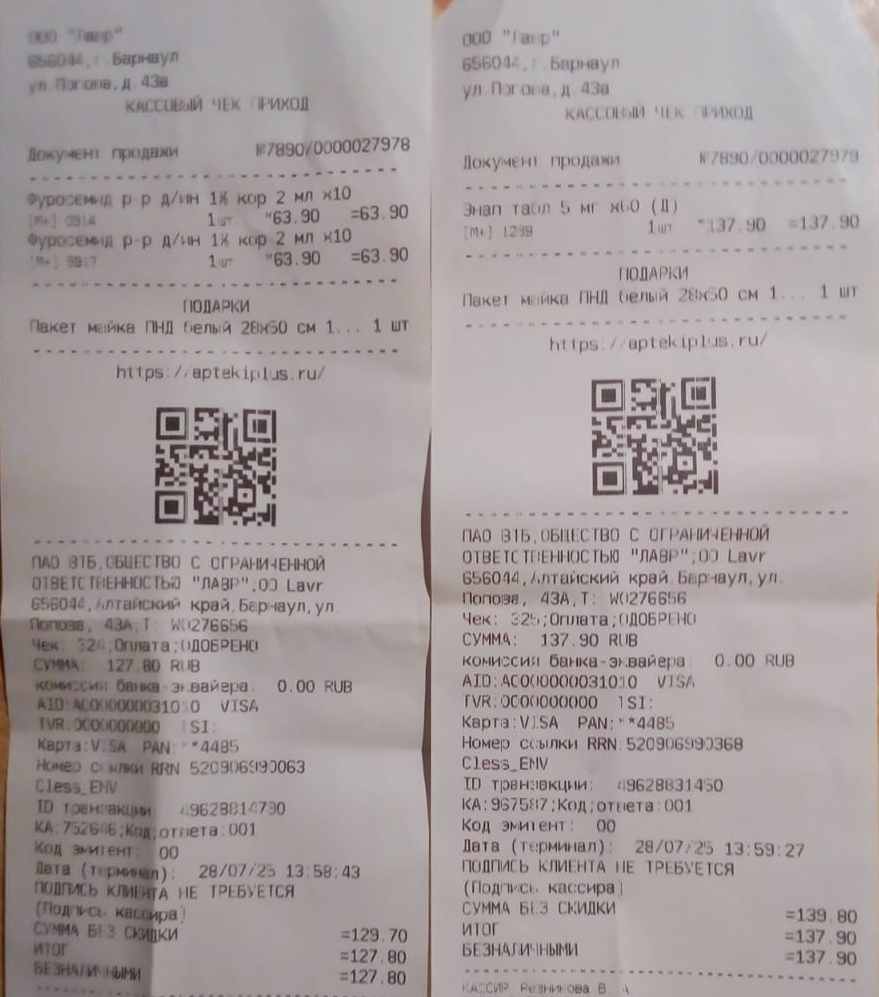 ООО "Лавр"
656044, г. Барнаул
ул.Попова, д.43а
КАССОВЫЙ ЧЕК ПРИХОД
Документ продажи №7890/0000027978
Фуросемид р-р д/ин 1% кор 2 мл х10
[М+] 1шт *63.90 =63.90
Фуросемид р-р д/ин 1% кор 2 мл х10
[М+] 1шт *63.90 =63.90
ПОДАРКИ
Пакет майка ПНД белый 28х50 см 1... 1 шт
https://aptekiplus.ru/
ПАО ВТБ,ОБЩЕСТВО С ОГРАНИЧЕННОЙ
ОТВЕТСТВЕННОСТЬЮ "ЛАВР",ОО Lavr
656044,Алтайский край,Барнаул,ул.
Попова, 43А,Т: W0276656
Чек: 324;Оплата;ОДОБРЕНО
СУММА: 127.80 RUB
комиссия банка-эквайера: 0.00 RUB
AID:A0000000031010 VISA
TVR:0000000000 TSI:
Карта:VISA PAN:**4485
Номер ссылки RRN 520906990063
Cless_EMV
ID транзакции: 49628814790
КА: ;Код;ответа:001
Код эмитент: 00
Дата (терминал): 28/07/25 13:58:43
ПОДПИСЬ КЛИЕНТА НЕ ТРЕБУЕТСЯ
(Подпись кассира)
СУММА БЕЗ СКИДКИ =129.70
ИТОГ =127.80
БЕЗНАЛИЧНЫМИ =127.80
ООО "Лавр"
656044, г. Барнаул
ул.Попова, д.43а
КАССОВЫЙ ЧЕК ПРИХОД
Документ продажи №7890/0000027979
Энап табл 5 мг х60 (Д)
[М+] 1299 1шт *137.90 =137.90
ПОДАРКИ
Пакет майка ПНД белый 28х50 см 1... 1 шт
https://aptekiplus.ru/
ПАО ВТБ,ОБЩЕСТВО С ОГРАНИЧЕННОЙ
ОТВЕТСТВЕННОСТЬЮ "ЛАВР",ОО Lavr
656044,Алтайский край,Барнаул,ул.
Попова, 43А,Т: W0276656
Чек: 325;Оплата;ОДОБРЕНО
СУММА: 137.90 RUB
комиссия банка-эквайера: 0.00 RUB
AID:A0000000031010 VISA
TVR:0000000000 TSI:
Карта:VISA PAN:**4485
Номер ссылки RRN:520906990368
Cless_EMV
ID транзакции: 49628831450
КА:967587;Код;ответа:001
Код эмитент: 00
Дата (терминал): 28/07/25 13:59:27
ПОДПИСЬ КЛИЕНТА НЕ ТРЕБУЕТСЯ
(Подпись кассира)
СУММА БЕЗ СКИДКИ =139.80
ИТОГ =137.90
БЕЗНАЛИЧНЫМИ =137.90
КАССИР Резникова В.